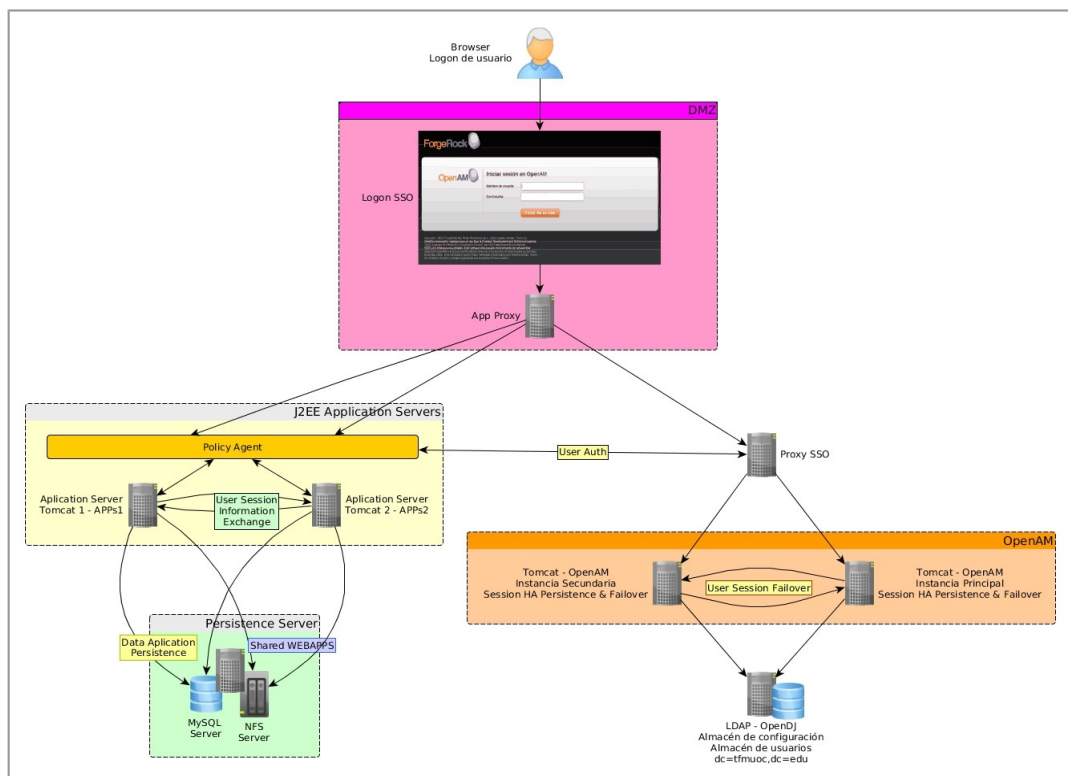 Browser
Logon de usuario
DMZ
ForgeRock
OpenAM
Iniciar sesión en OpenAM
Nombre de usuario:
Contraseña:
Logon SSO
App Proxy
J2EE Application Servers
Policy Agent
User Auth
Proxy SSO
Aplication Server
Tomcat 1 - APPs1
User Session
Information
Exchange
Aplication Server
Tomcat 2 - APPs2
OpenAM
Tomcat - OpenAM
Instancia Secundaria
Session HA Persistence & Failover
User Session Failover
Tomcat - OpenAM
Instancia Principal
Session HA Persistence & Failover
Persistence Server
Data Aplication
Persistence
Shared WEBAPPS
MySQL
Server
NFS
Server
LDAP - OpenDJ
Almacén de configuración
Almacén de usuarios
dc=tfmuoc,dc=edu